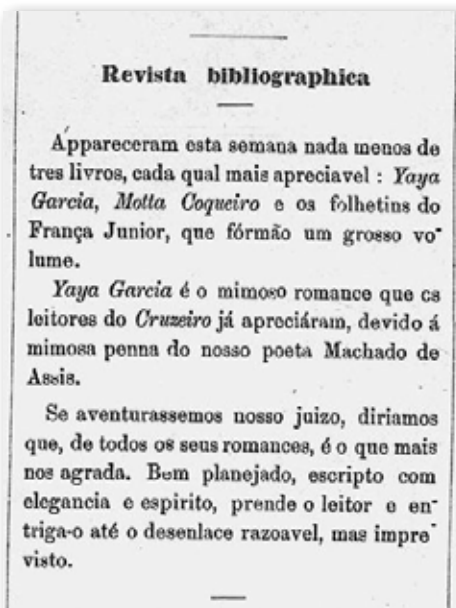 Revista bibliographica
Appareceram esta semana nada menos de
tres livros, cada qual mais apreciavel : Yaya
Garcia, Motta Coqueiro e os folhetins do
França Junior, que fórmão um grosso vo-
lume.
Yaya Garcia é o mimoso romance que os
leitores do Cruzeiro já apreciáram, devido á
mimosa penna do nosso poeta Machado de
Assis.
Se aventurassemos nosso juizo, diriamos
que, de todos os seus romances, é o que mais
nos agrada. Bem planejado, escripto com
elegancia e espirito, prende o leitor e en-
triga-o até o desenlace razoavel, mas impre-
visto.